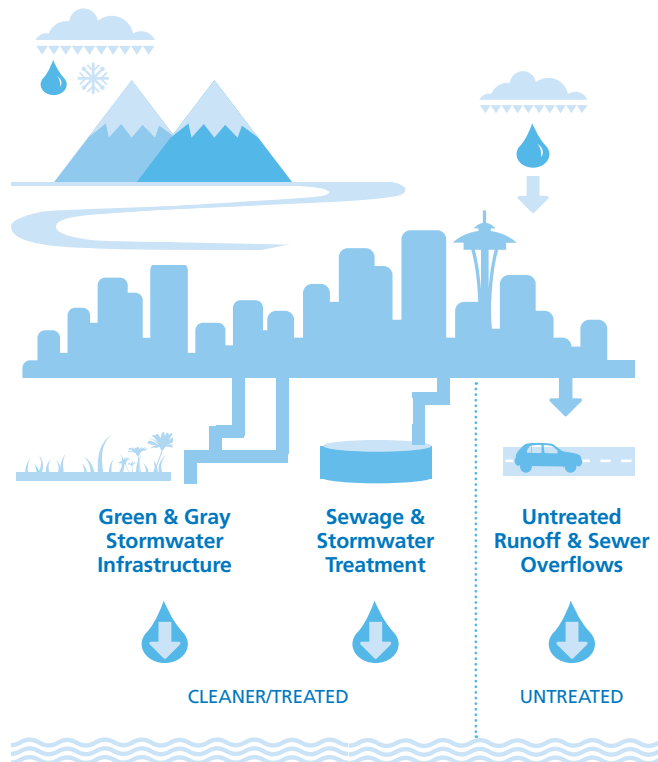 Green & Gray
Stormwater
Infrastructure
Sewage &
Stormwater
Treatment
Untreated
Runoff & Sewer
Overflows
CLEANER/TREATED
UNTREATED